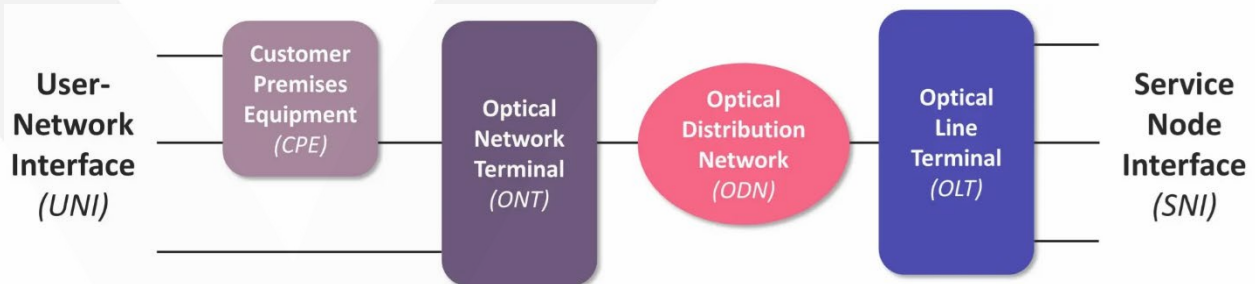 User-
Network
Interface
(UNI)
Customer
Premises
Equipment
(CPE)
Optical
Network
Terminal
(ONT)
Optical
Distribution
Network
(ODN)
Optical
Line
Terminal
(OLT)
Service
Node
Interface
(SNI)